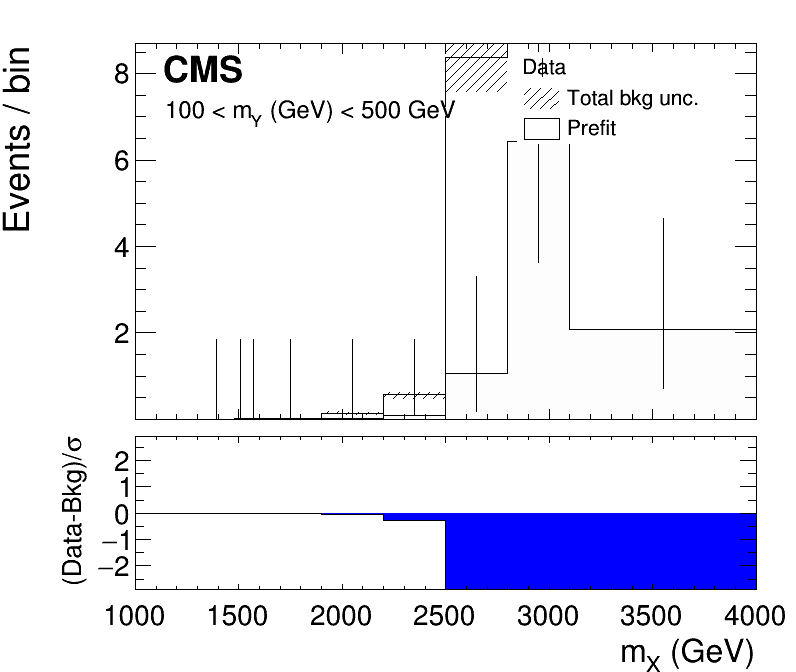 CMS
100 < mY (GeV) < 500 GeV
Data
Total bkg unc.
Prefit
Events / bin
8
6
4
2
(Data-Bkg)/σ
2
1
0
−1
−2
1000 1500 2000 2500 3000 3500 4000
mX (GeV)